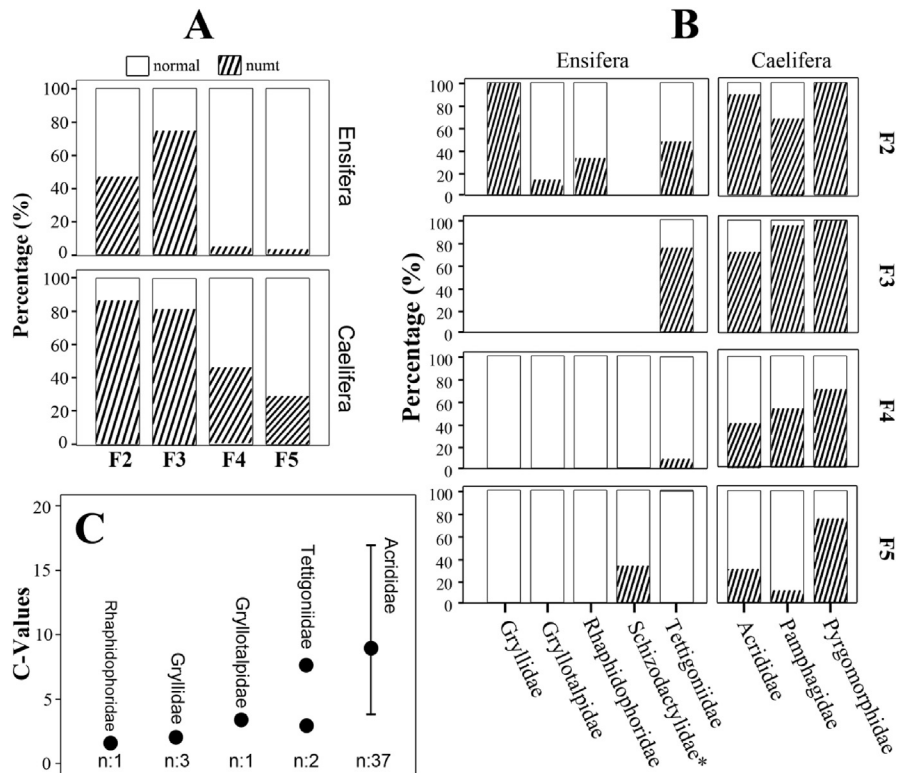 A
normal numt
Percentage (%)
100
80
60
40
20
0
Ensifera
100
80
60
40
20
0
Caelifera
F2 F3 F4 F5
B
Ensifera Caelifera
Percentage (%)
100
80
60
40
20
0
F2
100
80
60
40
20
0
F3
100
80
60
40
20
0
F4
100
80
60
40
20
0
F5
Gryllidae
Gryllotalpidae
Rhaphidophoridae
Schizodactylidae*
Tettigoniidae
Acrididae
Pamphagidae
Pyrgomorphidae
C
C-Values
20
15
10
5
0
Rhaphidophoridae
Gryllidae
Gryllotalpidae
Tettigoniidae
Acrididae
n:1 n:3 n:1 n:2 n:37